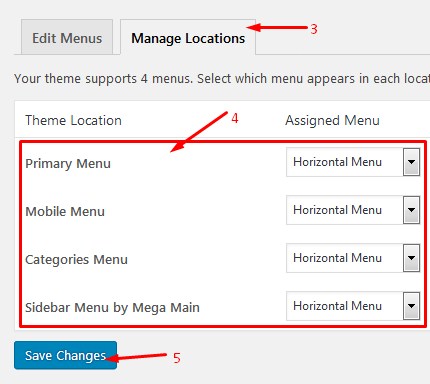 Edit Menus Manage Locations 3
Your theme supports 4 menus. Select which menu appears in each
Theme Location Assigned Menu
4
Primary Menu Horizontal Menu
Mobile Menu Horizontal Menu
Categories Menu Horizontal Menu
Sidebar Menu by Mega Main Horizontal Menu
Save Changes 5